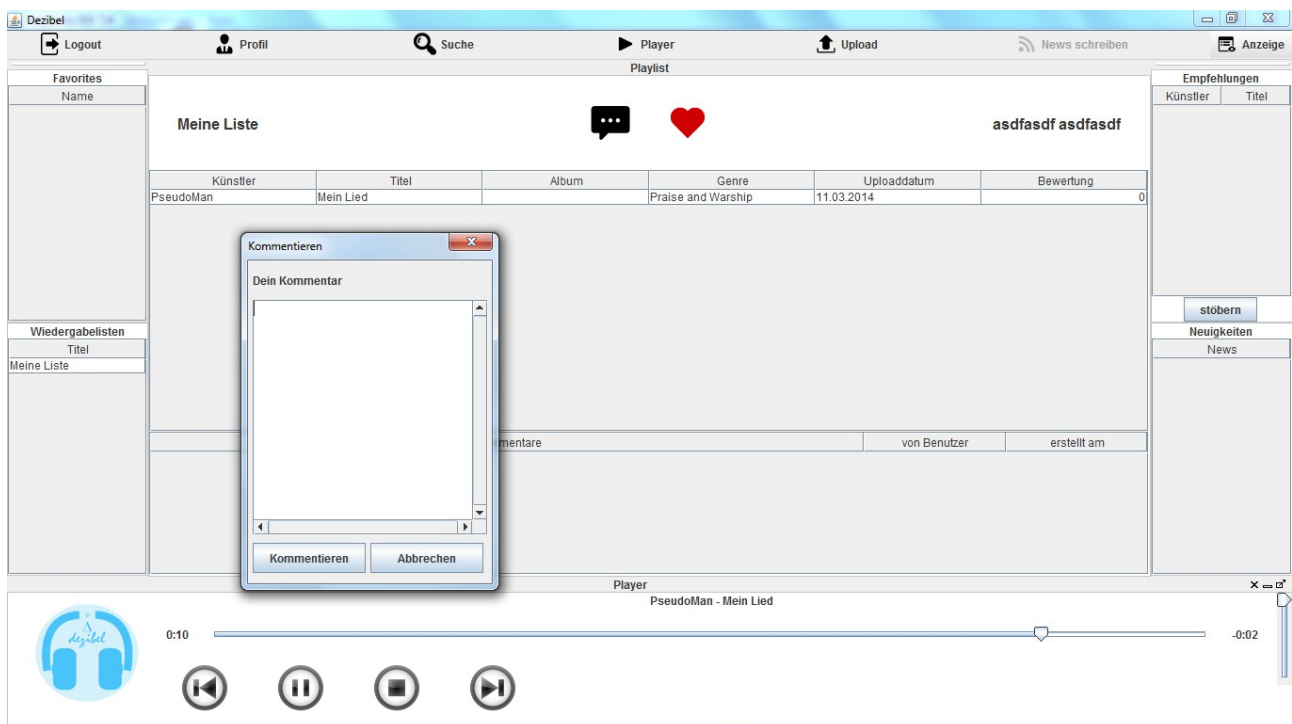 Dezibel
Logout Profil Suche Player Upload News schreiben Anzeige
Playlist
Favorites
Name
Empfehlungen
Künstler Titel
Meine Liste
asdfasdf asdfasdf
Künstler Titel Album Genre Uploaddatum Bewertung
PseudoMan Mein Lied Praise and Warship 11.03.2014 0
Kommentieren
Dein Kommentar
stöbern
Wiedergabelisten
Titel
Meine Liste
Neuigkeiten
News
mentare von Benutzer erstellt am
Kommentieren Abbrechen
Player
PseudoMan - Mein Lied
dezibel
0:10 -0:02